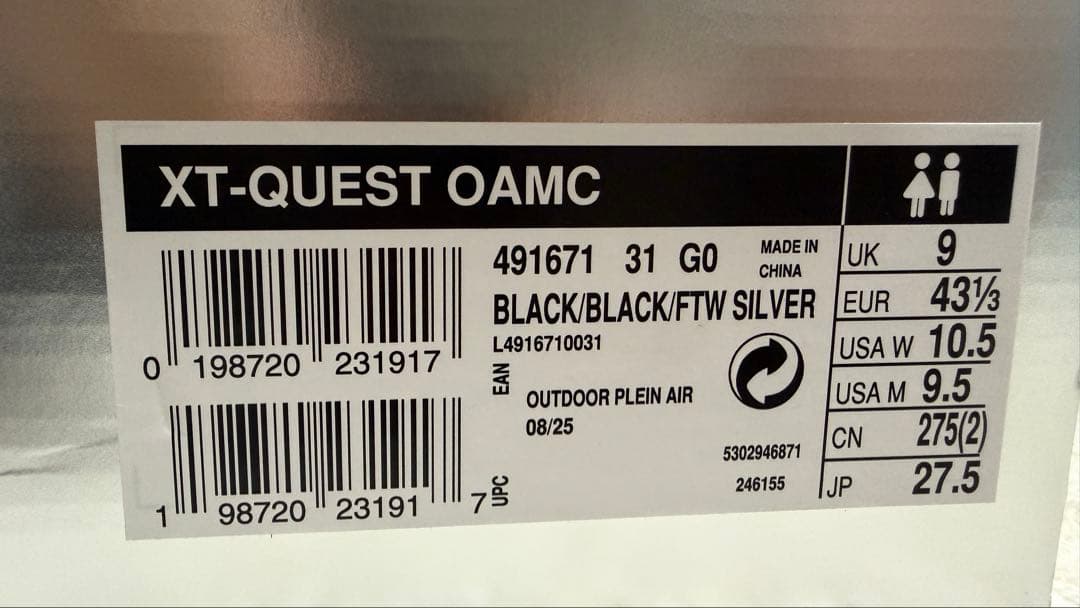 XT-QUEST OAMC
0 198720 231917
EAN
1 98720 23191 7
UPC
491671 31 G0
MADE IN
CHINA
BLACK/BLACK/FTW SILVER
L4916710031
OUTDOOR PLEIN AIR
08/25
5302946871
246155
UK 9
EUR 43⅓
USA W 10.5
USA M 9.5
CN 275(2)
JP 27.5